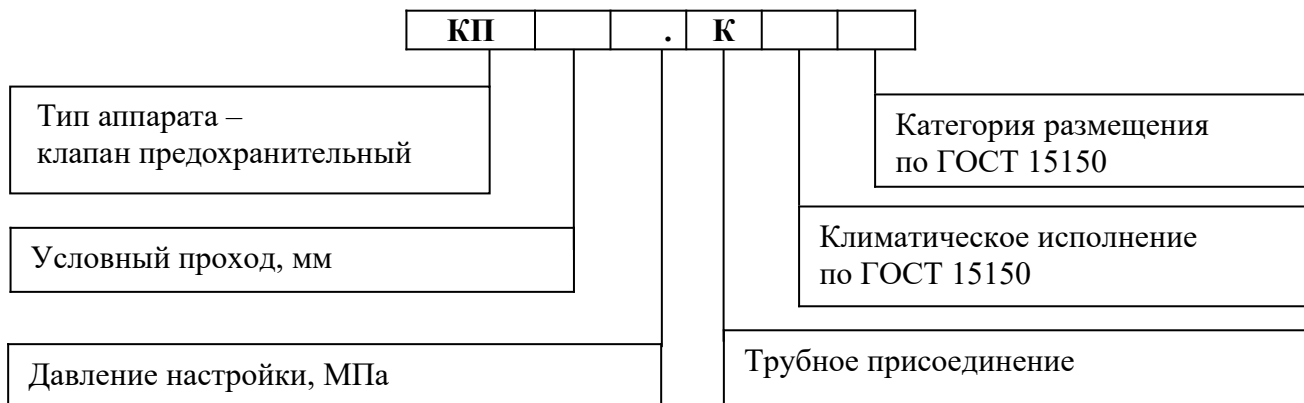 КП . К
Тип аппарата –
клапан предохранительный
Категория размещения
по ГОСТ 15150
Условный проход, мм
Климатическое исполнение
по ГОСТ 15150
Давление настройки, МПа
Трубное присоединение